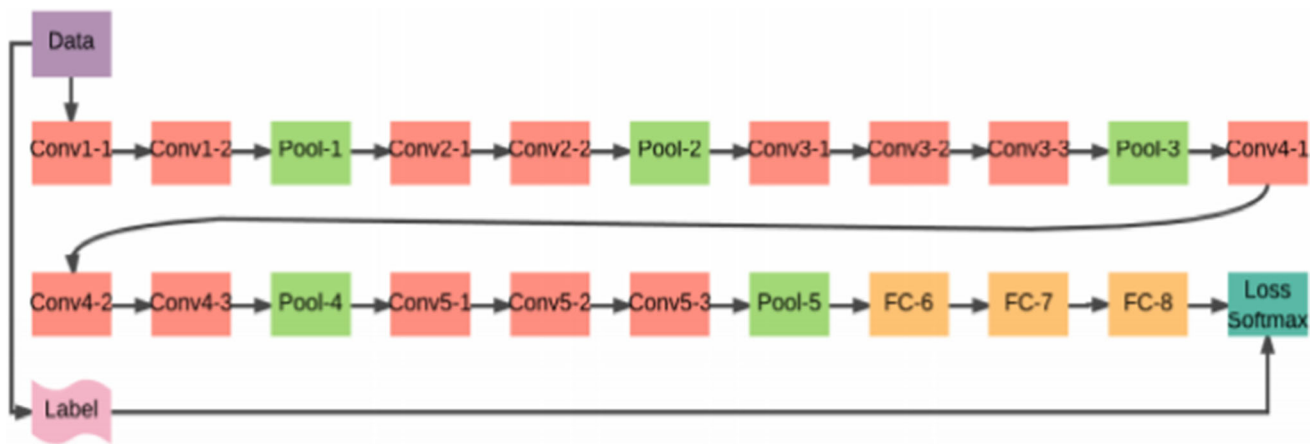 Data
Conv1-1 Conv1-2 Pool-1 Conv2-1 Conv2-2 Pool-2 Conv3-1 Conv3-2 Conv3-3 Pool-3 Conv4-1
Conv4-2 Conv4-3 Pool-4 Conv5-1 Conv5-2 Conv5-3 Pool-5 FC-6 FC-7 FC-8 Loss
Softmax
Label